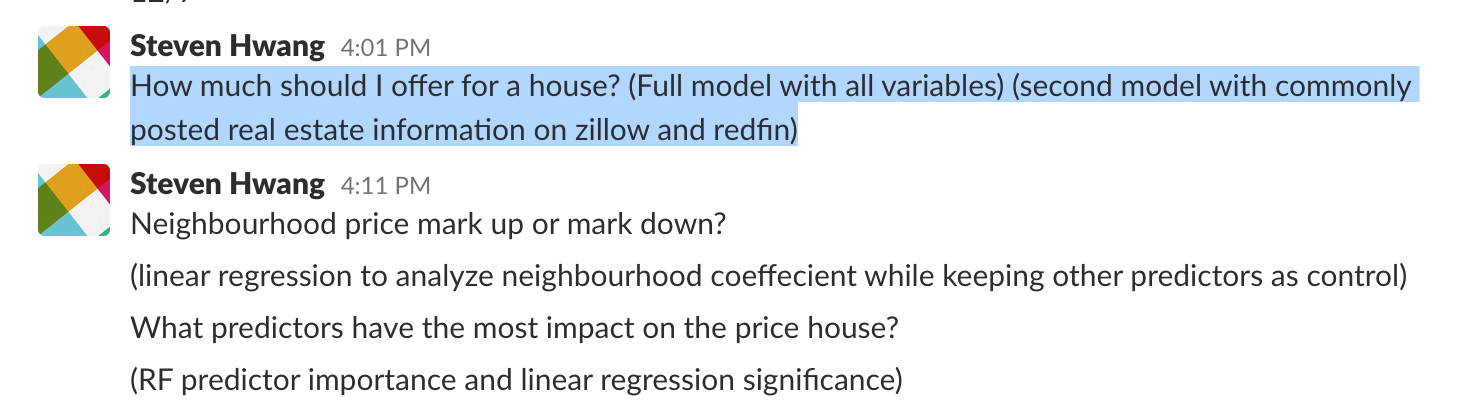 Steven Hwang 4:01 PM
How much should I offer for a house? (Full model with all variables) (second model with commonly
posted real estate information on zillow and redfin)
Steven Hwang 4:11 PM
Neighbourhood price mark up or mark down?
(linear regression to analyze neighbourhood coeffecient while keeping other predictors as control)
What predictors have the most impact on the price house?
(RF predictor importance and linear regression significance)